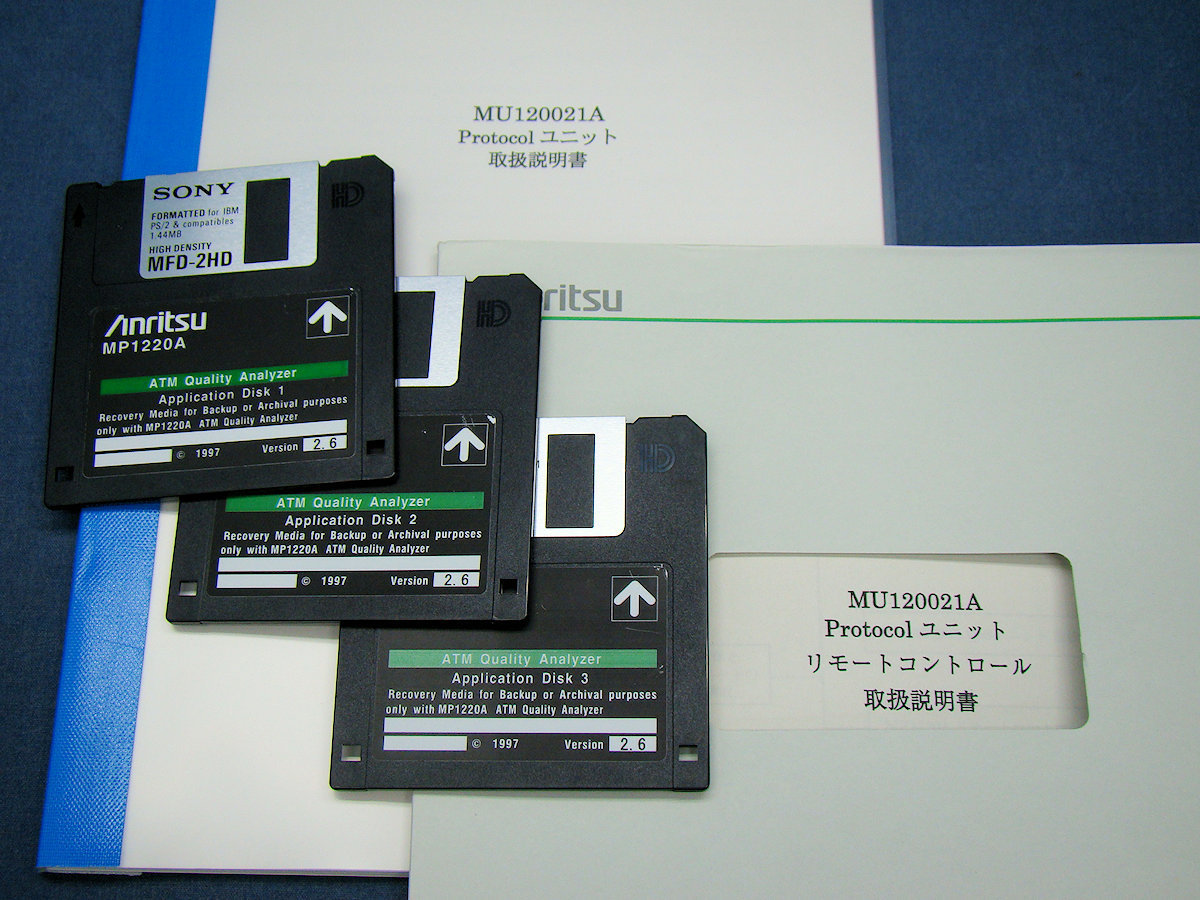 MU120021A
Protocol ユニット
取扱説明書
SONY
FORMATTED for IBM
PS/2 & compatibles
1.44MB
HIGH DENSITY
MFD-2HD
HD
Anritsu
MP1220A
ATM Quality Analyzer
Application Disk 1
Recovery Media for Backup or Archival purposes
only with MP1220A ATM Quality Analyzer
© 1997 Version 2.6
HD
ATM Quality Analyzer
Application Disk 2
Recovery Media for Backup or Archival purposes
only with MP1220A ATM Quality Analyzer
© 1997 Version 2.6
HD
ATM Quality Analyzer
Application Disk 3
Recovery Media for Backup or Archival purposes
only with MP1220A ATM Quality Analyzer
© 1997 Version 2.6
ritsu
MU120021A
Protocol ユニット
リモートコントロール
取扱説明書